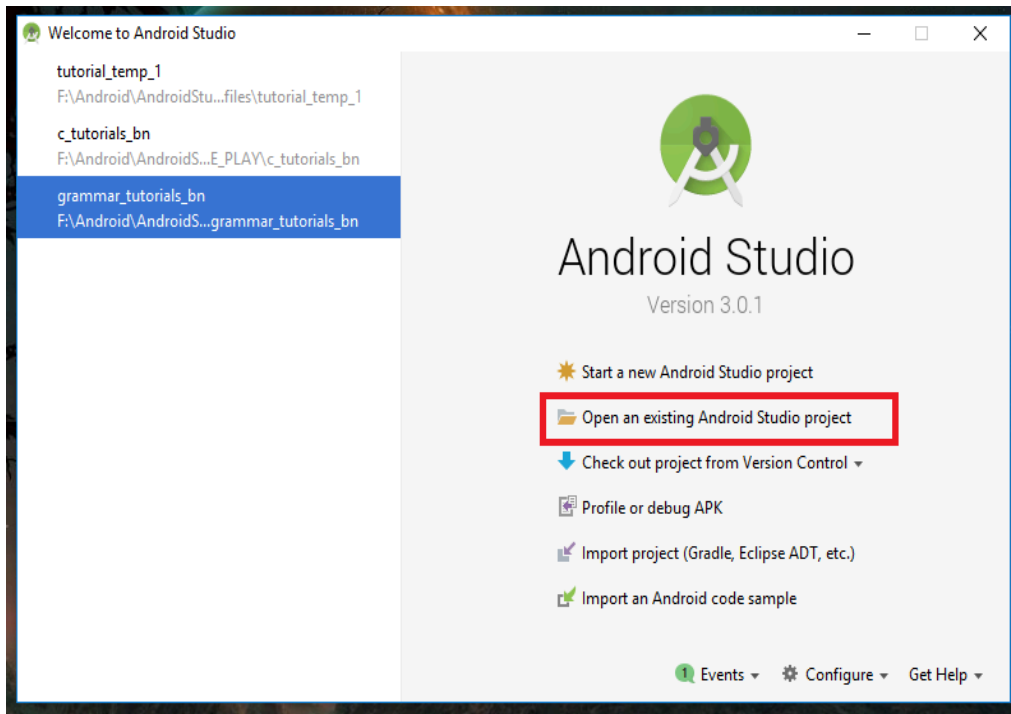 Welcome to Android Studio
tutorial_temp_1
F:\Android\AndroidStu...files\tutorial_temp_1
c_tutorials_bn
F:\Android\AndroidS...E_PLAY\c_tutorials_bn
grammar_tutorials_bn
F:\Android\AndroidS...grammar_tutorials_bn
Android Studio
Version 3.0.1
Start a new Android Studio project
Open an existing Android Studio project
Check out project from Version Control
Profile or debug APK
Import project (Gradle, Eclipse ADT, etc.)
Import an Android code sample
1 Events Configure Get Help